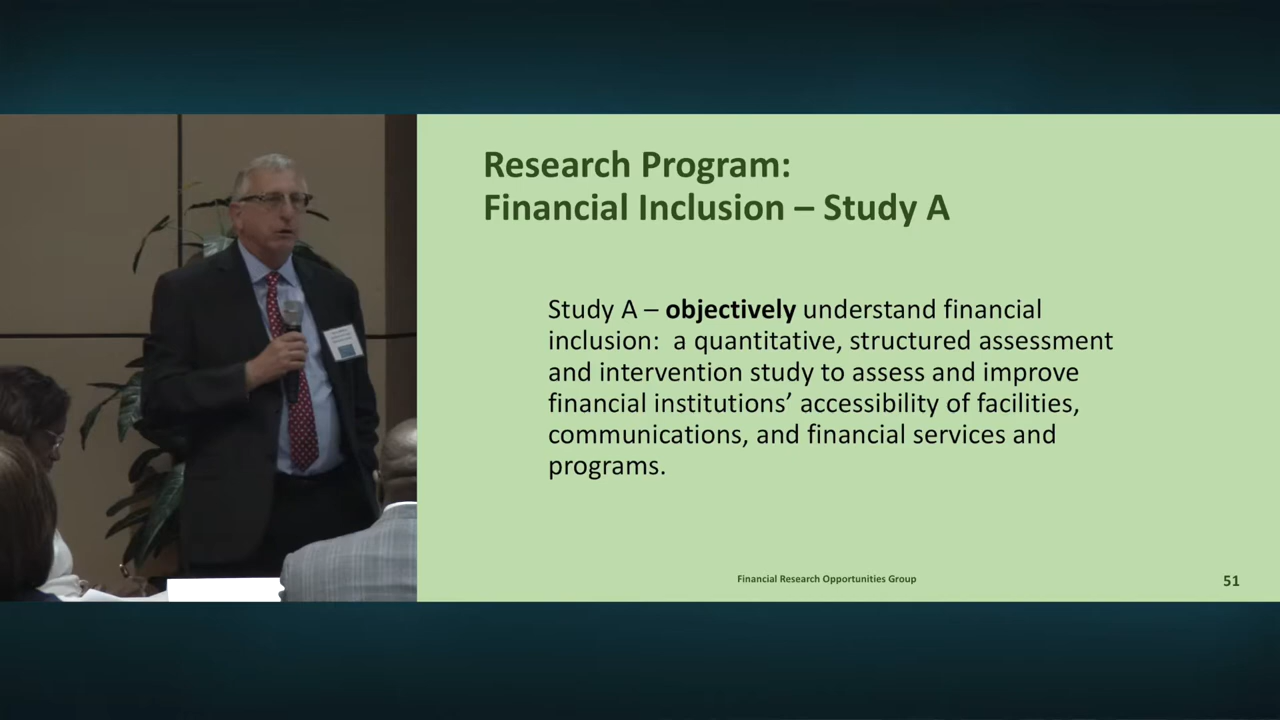 Research Program:
Financial Inclusion – Study A
Study A – objectively understand financial
inclusion:  a quantitative, structured assessment
and intervention study to assess and improve
financial institutions’ accessibility of facilities,
communications, and financial services and
programs.
Financial Research Opportunities Group
51